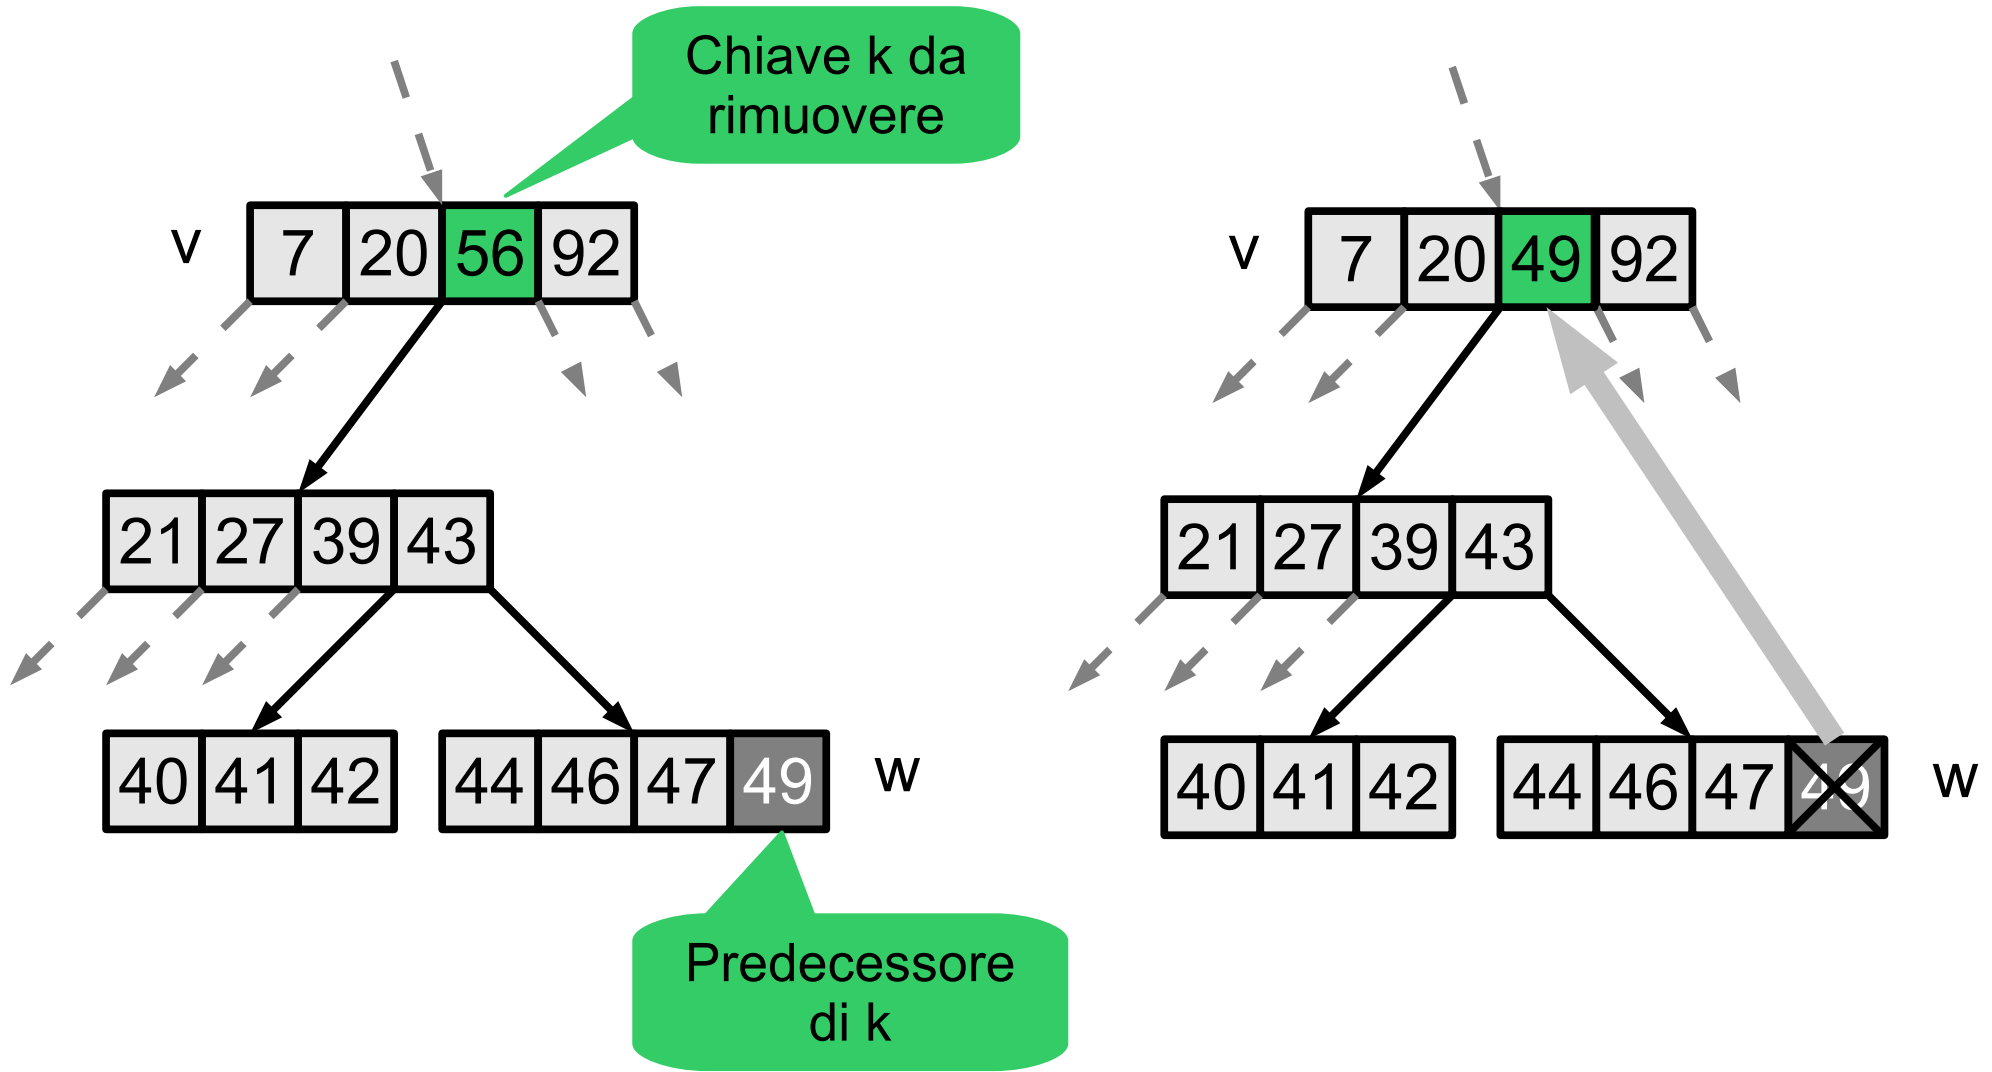 Chiave k da
rimuovere
v 7 20 56 92
v 7 20 49 92
21 27 39 43
21 27 39 43
40 41 42 44 46 47 49 w
40 41 42 44 46 47 49 w
Predecessore
di k